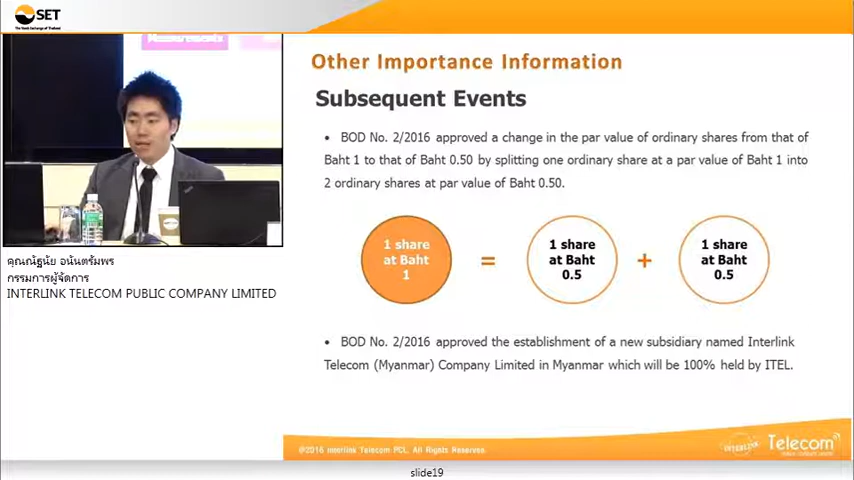 SET
The Stock Exchange of Thailand
Other Importance Information
Subsequent Events
• BOD No. 2/2016 approved a change in the par value of ordinary shares from that of
Baht 1 to that of Baht 0.50 by splitting one ordinary share at a par value of Baht 1 into
2 ordinary shares at par value of Baht 0.50.
1 share
at Baht
1
=
1 share
at Baht
0.5
+
1 share
at Baht
0.5
คุณณัฐนัย อนันตรัมพร
กรรมการผู้จัดการ
INTERLINK TELECOM PUBLIC COMPANY LIMITED
• BOD No. 2/2016 approved the establishment of a new subsidiary named Interlink
Telecom (Myanmar) Company Limited in Myanmar which will be 100% held by ITEL.
@2016 Interlink Telecom PCL. All Rights Reserves.
INTERLINK
Telecom
slide19